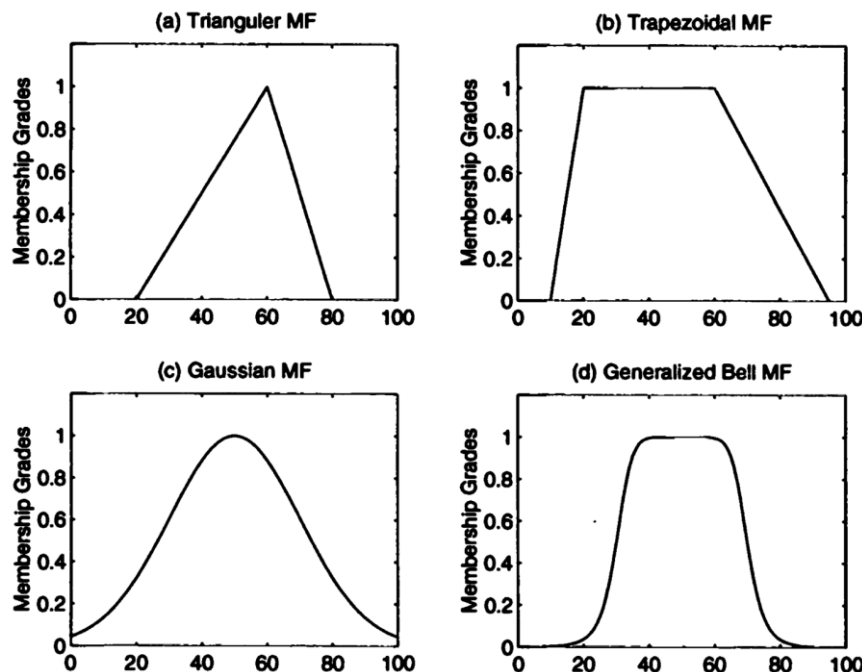 (a) Trianguler MF
(b) Trapezoidal MF
Membership Grades
1
0.8
0.6
0.4
0.2
0
0 20 40 60 80 100
Membership Grades
1
0.8
0.6
0.4
0.2
0
0 20 40 60 80 100
(c) Gaussian MF
(d) Generalized Bell MF
Membership Grades
1
0.8
0.6
0.4
0.2
0
0 20 40 60 80 100
Membership Grades
1
0.8
0.6
0.4
0.2
0
0 20 40 60 80 100